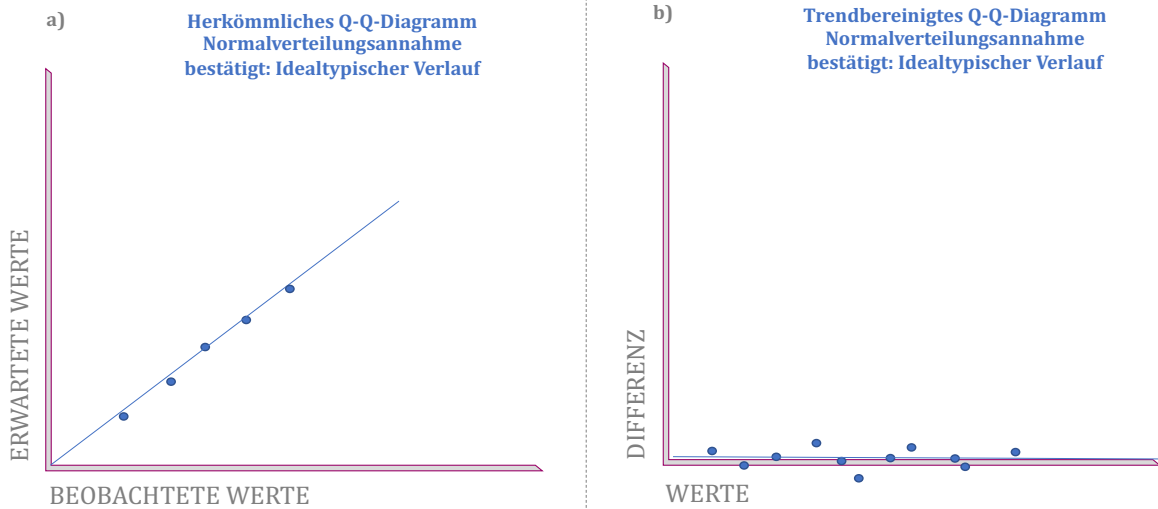 a)
Herkömmliches Q-Q-Diagramm
Normalverteilungsannahme
bestätigt: Idealtypischer Verlauf
ERWARTETE WERTE
BEOBACHTETE WERTE
b)
Trendbereinigtes Q-Q-Diagramm
Normalverteilungsannahme
bestätigt: Idealtypischer Verlauf
DIFFERENZ
WERTE